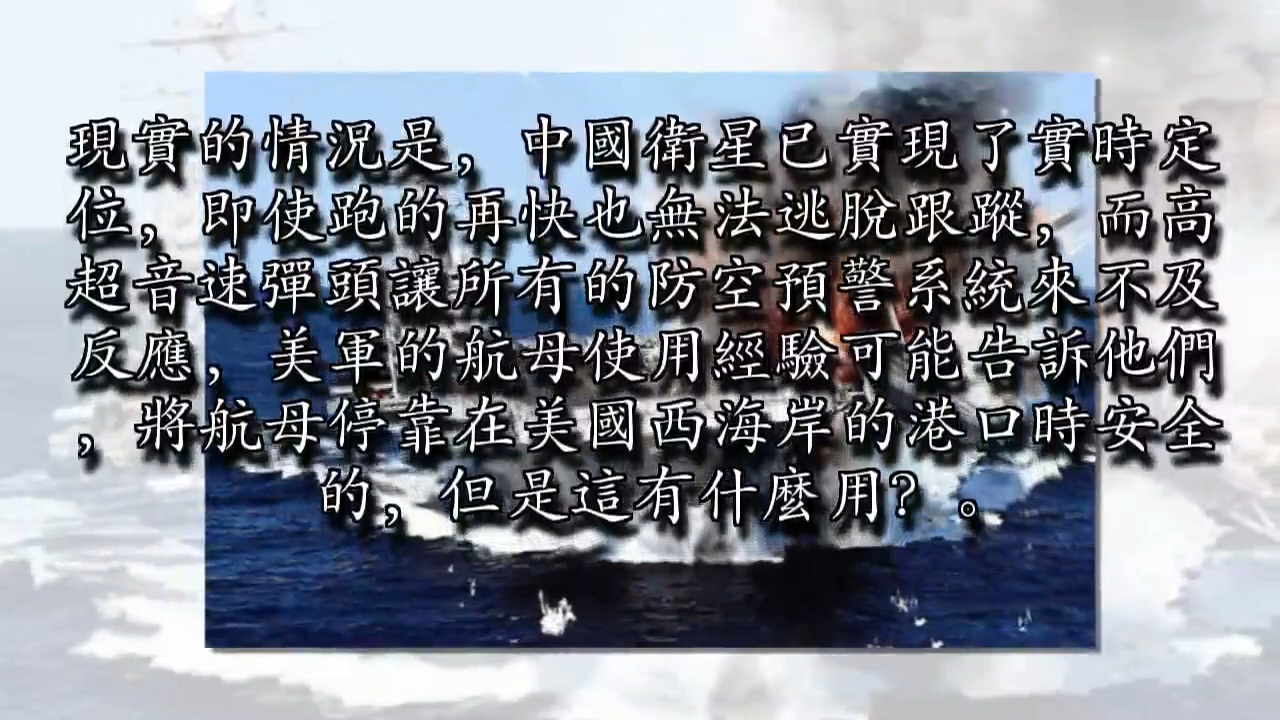 現實的情況是，中國衛星已實現了實時定
位，即使跑的再快也無法逃脫跟蹤，而高
超音速彈頭讓所有的防空預警系統來不及
反應，美軍的航母使用經驗可能告訴他們
，將航母停靠在美國西海岸的港口時安全
的，但是這有什麼用？。